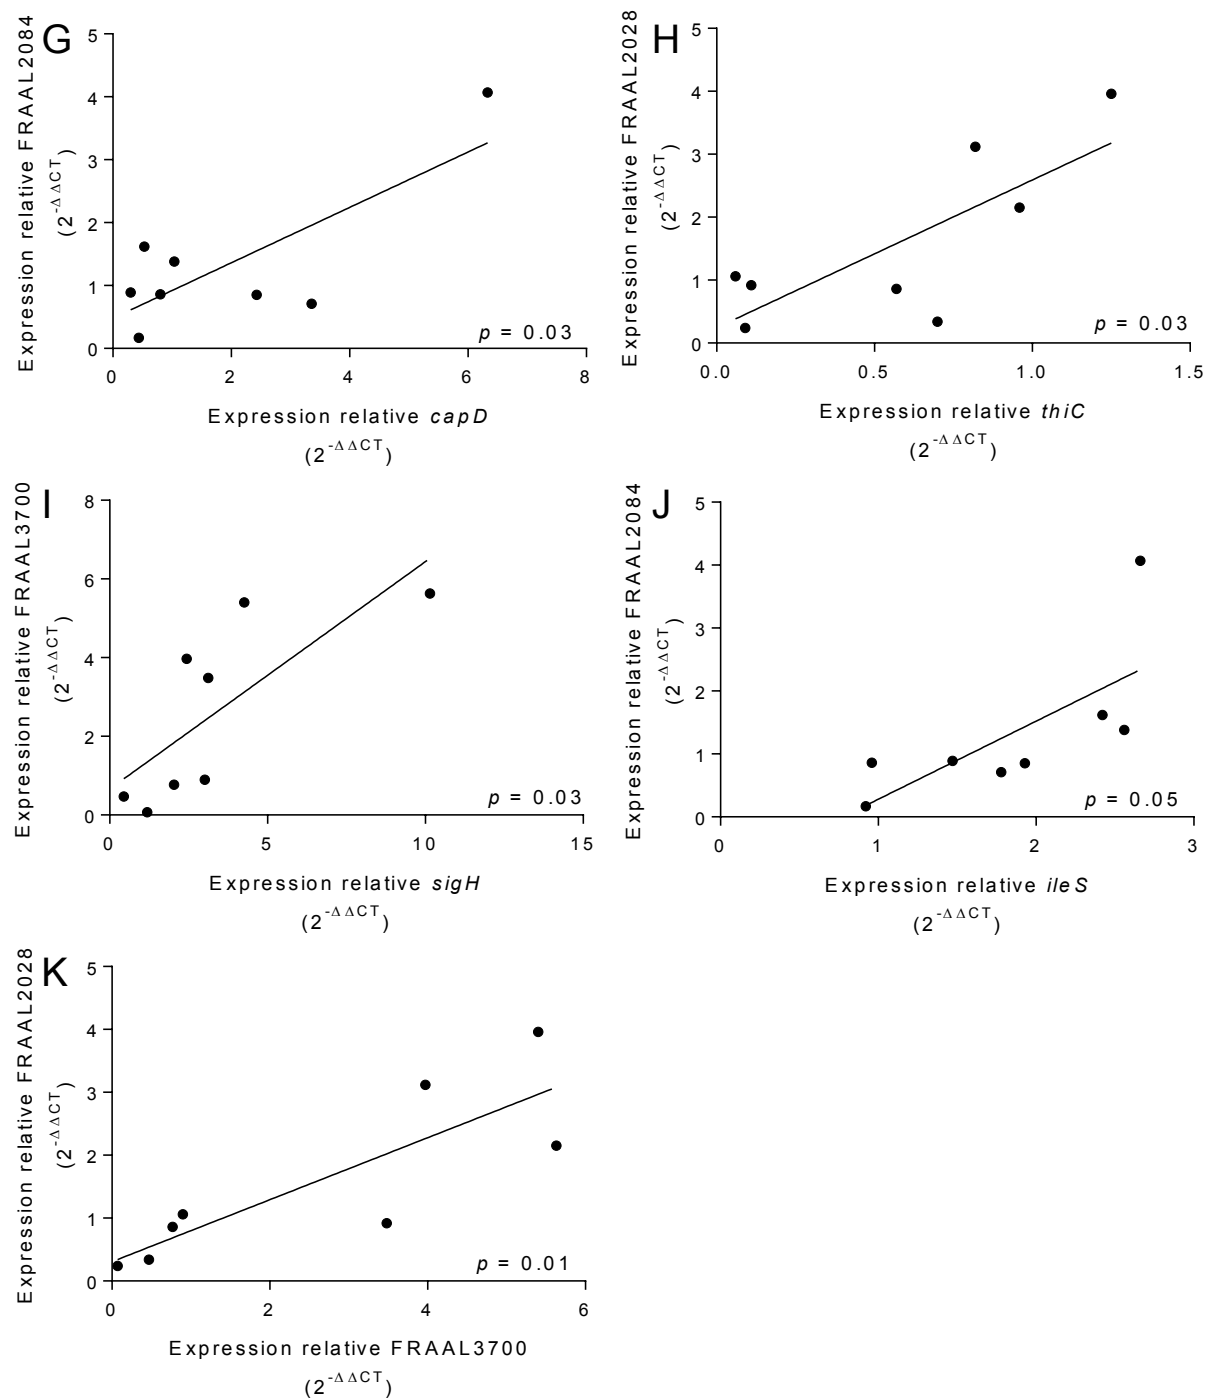 G
Expression relative FRAAL2084
(2^-ΔΔCT)
5
4
3
2
1
0
0 2 4 6 8
p = 0.03
Expression relative capD
(2^-ΔΔCT)
H
Expression relative FRAAL2028
(2^-ΔΔCT)
5
4
3
2
1
0
0.0 0.5 1.0 1.5
p = 0.03
Expression relative thiC
(2^-ΔΔCT)
I
Expression relative FRAAL3700
(2^-ΔΔCT)
8
6
4
2
0
0 5 10 15
p = 0.03
Expression relative sigH
(2^-ΔΔCT)
J
Expression relative FRAAL2084
(2^-ΔΔCT)
5
4
3
2
1
0
0 1 2 3
p = 0.05
Expression relative ileS
(2^-ΔΔCT)
K
Expression relative FRAAL2028
(2^-ΔΔCT)
5
4
3
2
1
0
0 2 4 6
p = 0.01
Expression relative FRAAL3700
(2^-ΔΔCT)